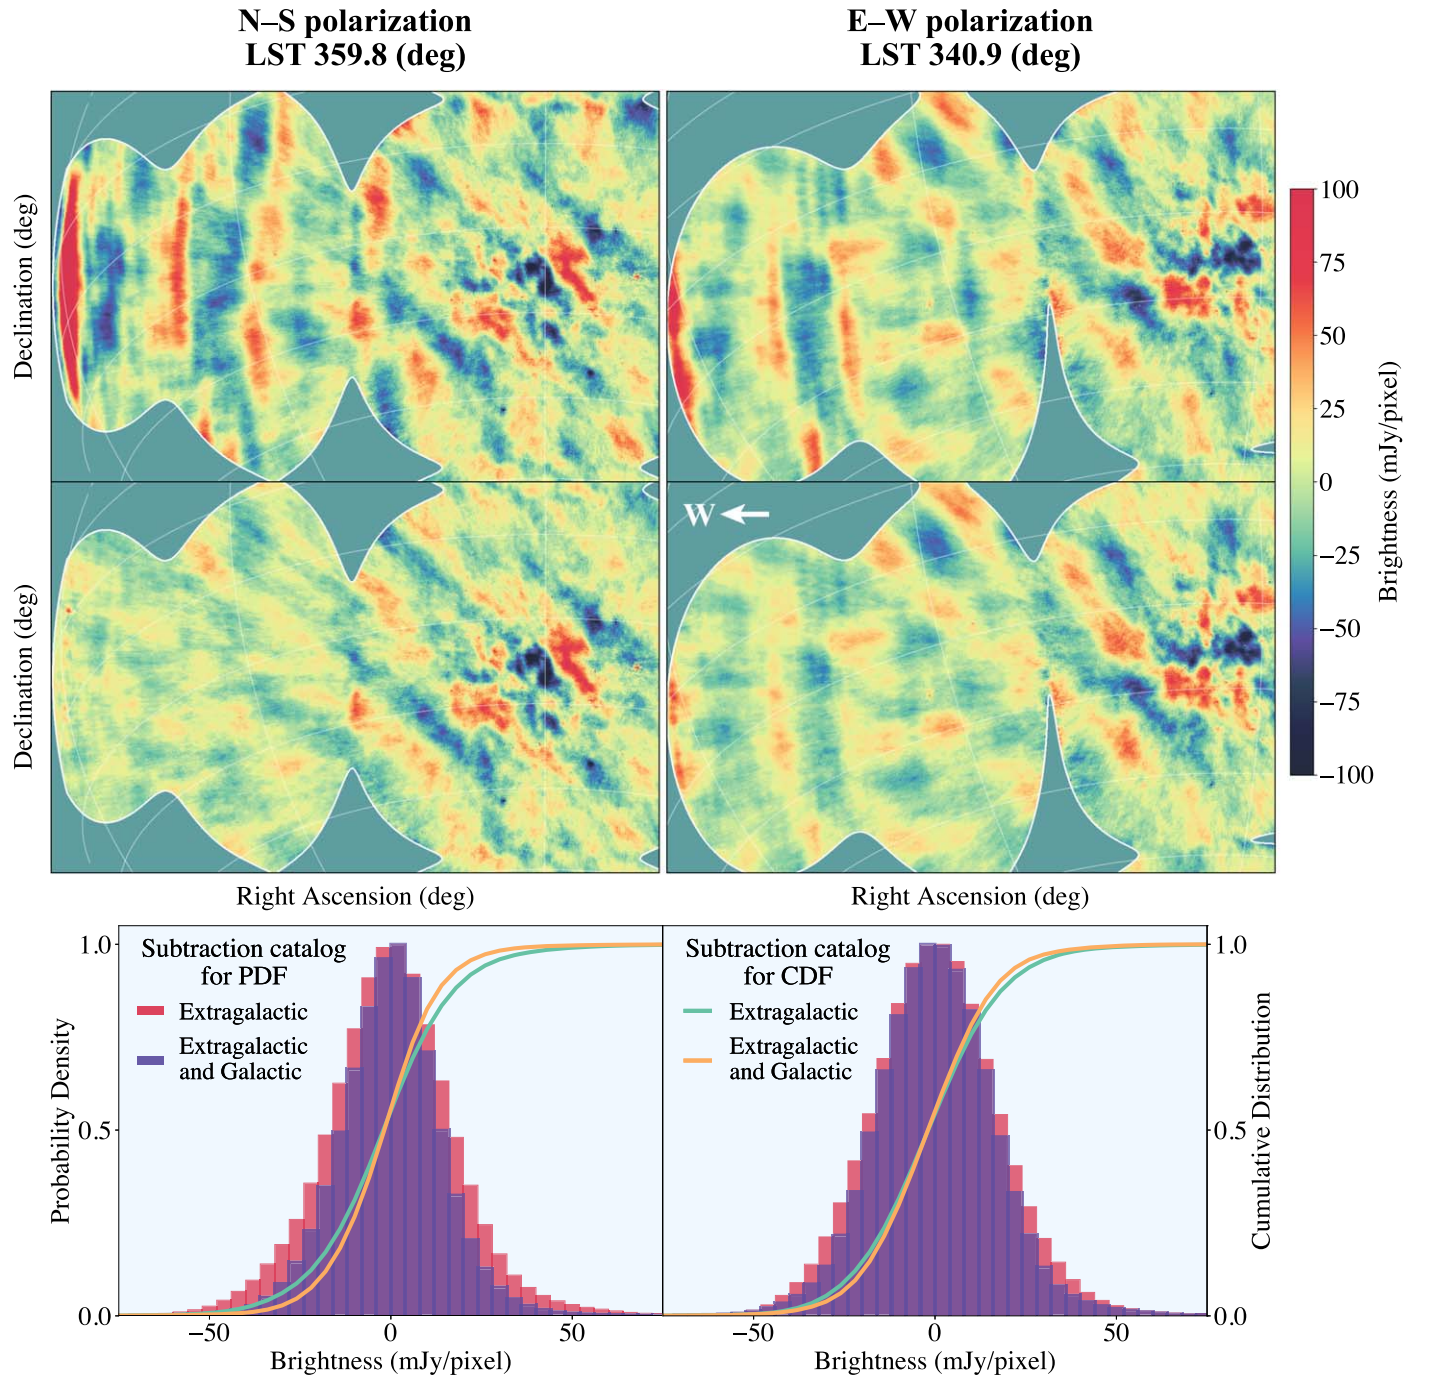 N–S polarization
LST 359.8 (deg)
E–W polarization
LST 340.9 (deg)
Declination (deg)
Declination (deg)
W
Right Ascension (deg)
Right Ascension (deg)
100
75
50
25
0
−25
−50
−75
−100
Brightness (mJy/pixel)
Probability Density
1.0
0.5
0.0
Subtraction catalog
for PDF
Extragalactic
Extragalactic
and Galactic
−50
0
50
Brightness (mJy/pixel)
Subtraction catalog
for CDF
Extragalactic
Extragalactic
and Galactic
−50
0
50
Brightness (mJy/pixel)
1.0
0.5
0.0
Cumulative Distribution